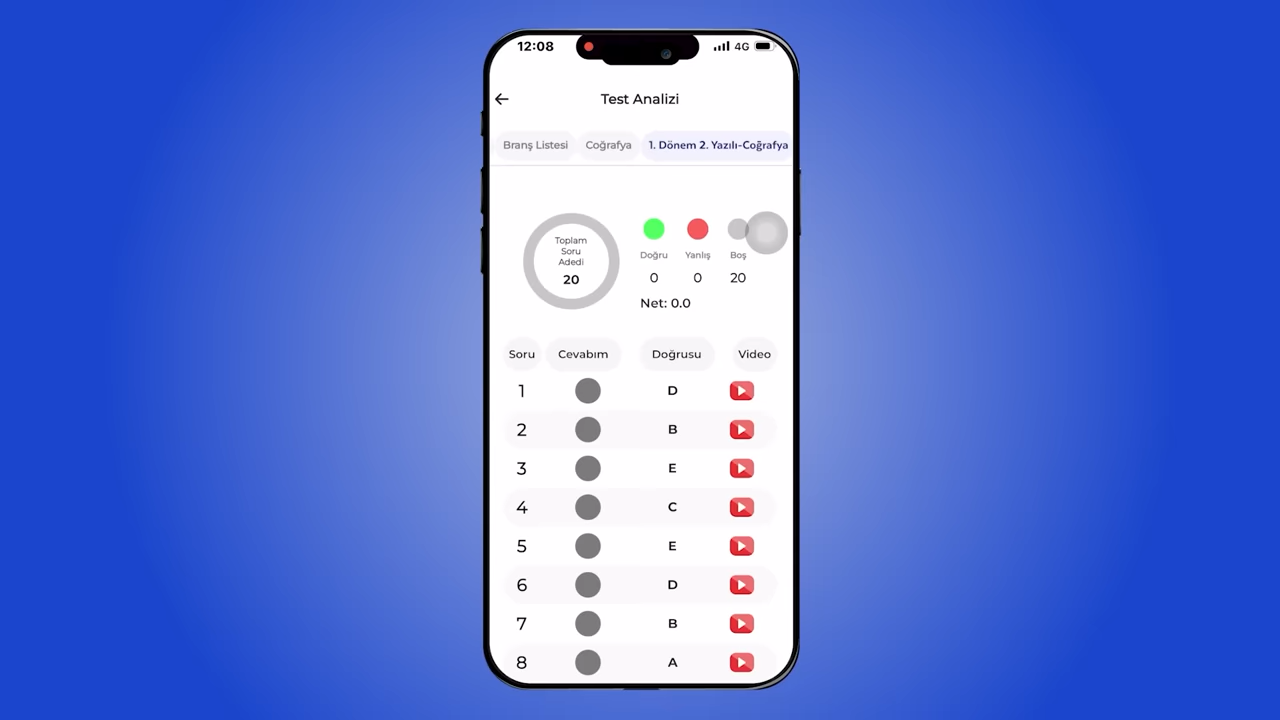 12:08 4G
Test Analizi
Branş Listesi Coğrafya 1. Dönem 2. Yazılı-Coğrafya
Toplam
Soru
Adedi
20
Doğru Yanlış Boş
0 0 20
Net: 0.0
Soru Cevabım Doğrusu Video
1 D
2 B
3 E
4 C
5 E
6 D
7 B
8 A